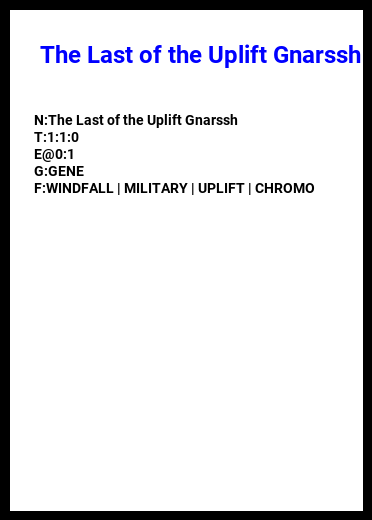 The Last of the Uplift Gnarssh
N:The Last of the Uplift Gnarssh
T:1:1:0
E@0:1
G:GENE
F:WINDFALL | MILITARY | UPLIFT | CHROMO